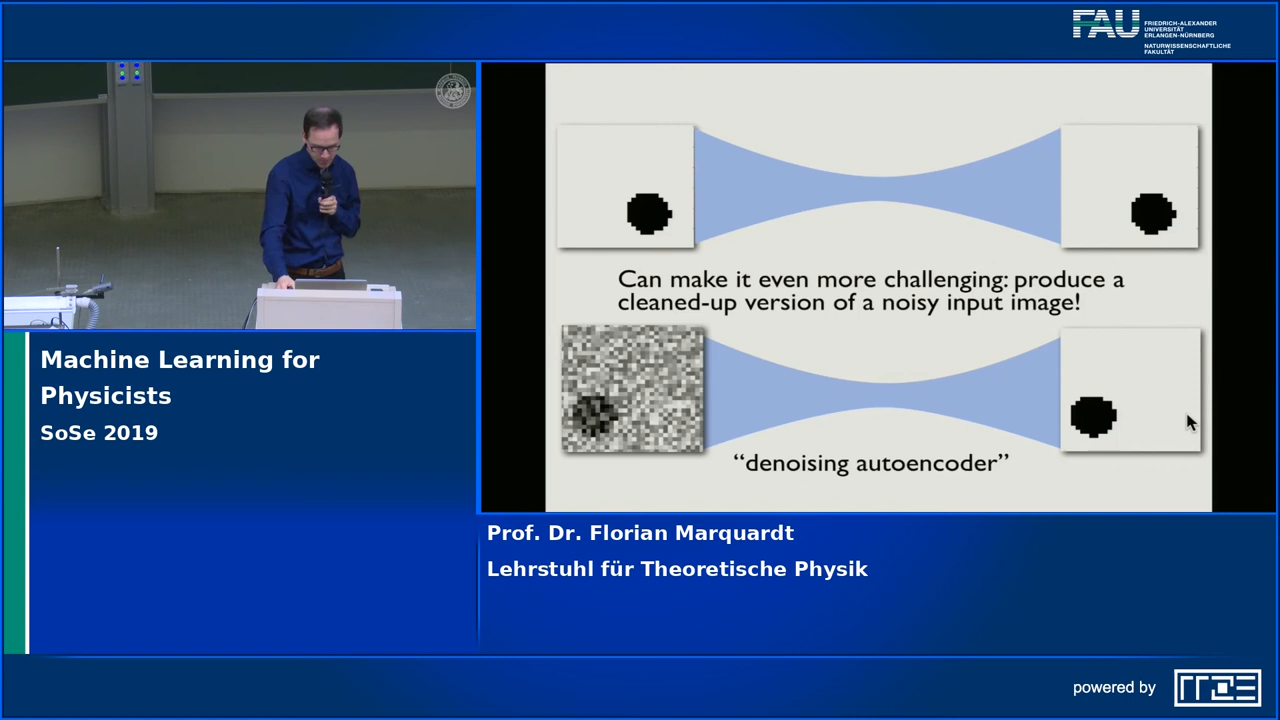 FAU
FRIEDRICH-ALEXANDER
UNIVERSITÄT
ERLANGEN-NÜRNBERG
NATURWISSENSCHAFTLICHE
FAKULTÄT
Can make it even more challenging: produce a
cleaned-up version of a noisy input image!
“denoising autoencoder”
Machine Learning for
Physicists
SoSe 2019
Prof. Dr. Florian Marquardt
Lehrstuhl für Theoretische Physik
powered by